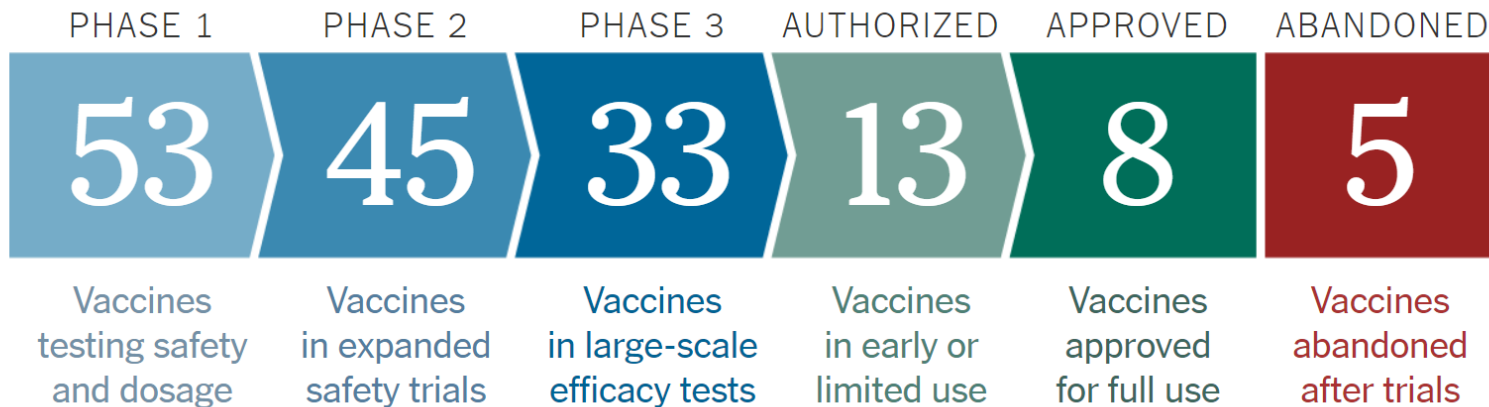 PHASE 1 PHASE 2 PHASE 3 AUTHORIZED APPROVED ABANDONED
53 45 33 13 8 5
Vaccines Vaccines Vaccines Vaccines Vaccines Vaccines
testing safety in expanded in large-scale in early or approved abandoned
and dosage safety trials efficacy tests limited use for full use after trials